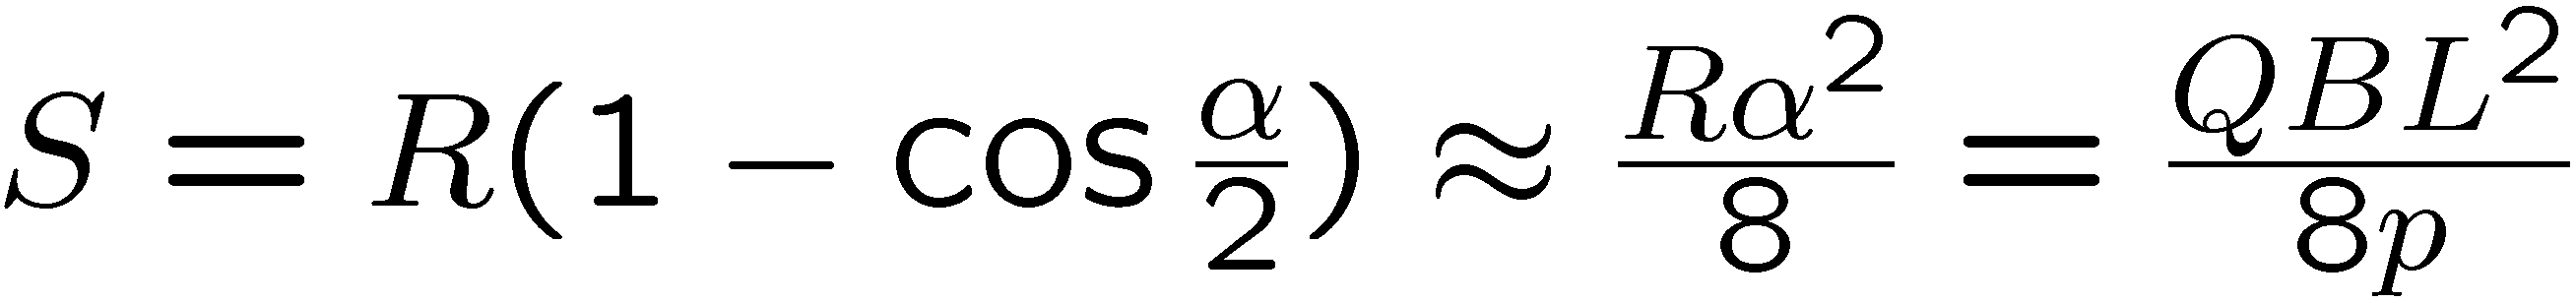 S = R(1 − cos α/2) ≈ Rα²/8 = QBL²/8p